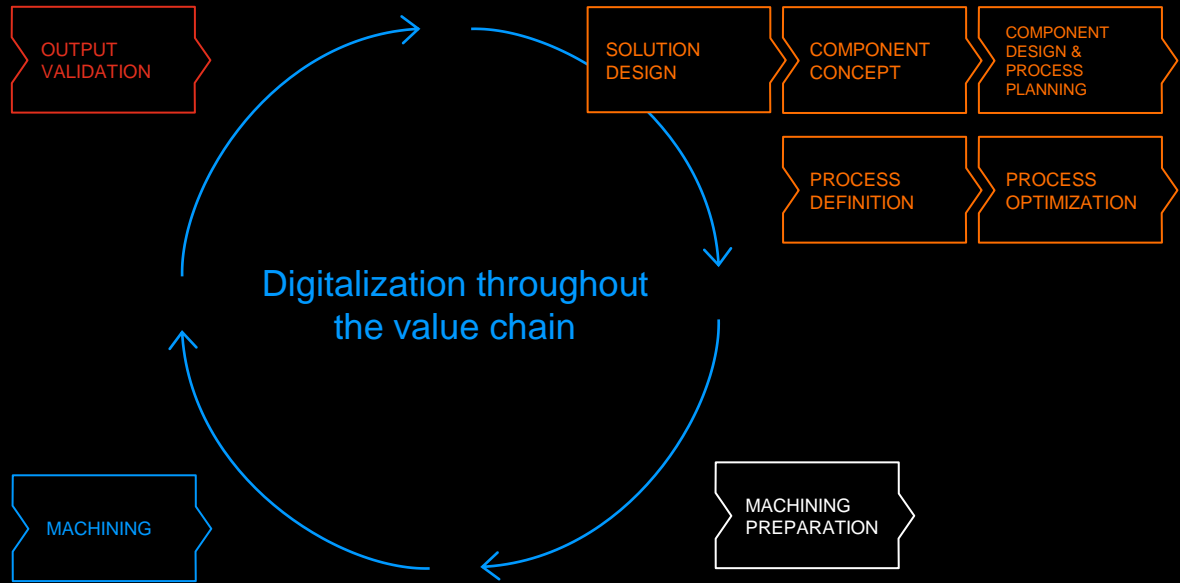 OUTPUT
VALIDATION
SOLUTION
DESIGN
COMPONENT
CONCEPT
COMPONENT
DESIGN &
PROCESS
PLANNING
PROCESS
DEFINITION
PROCESS
OPTIMIZATION
Digitalization throughout
the value chain
MACHINING
MACHINING
PREPARATION